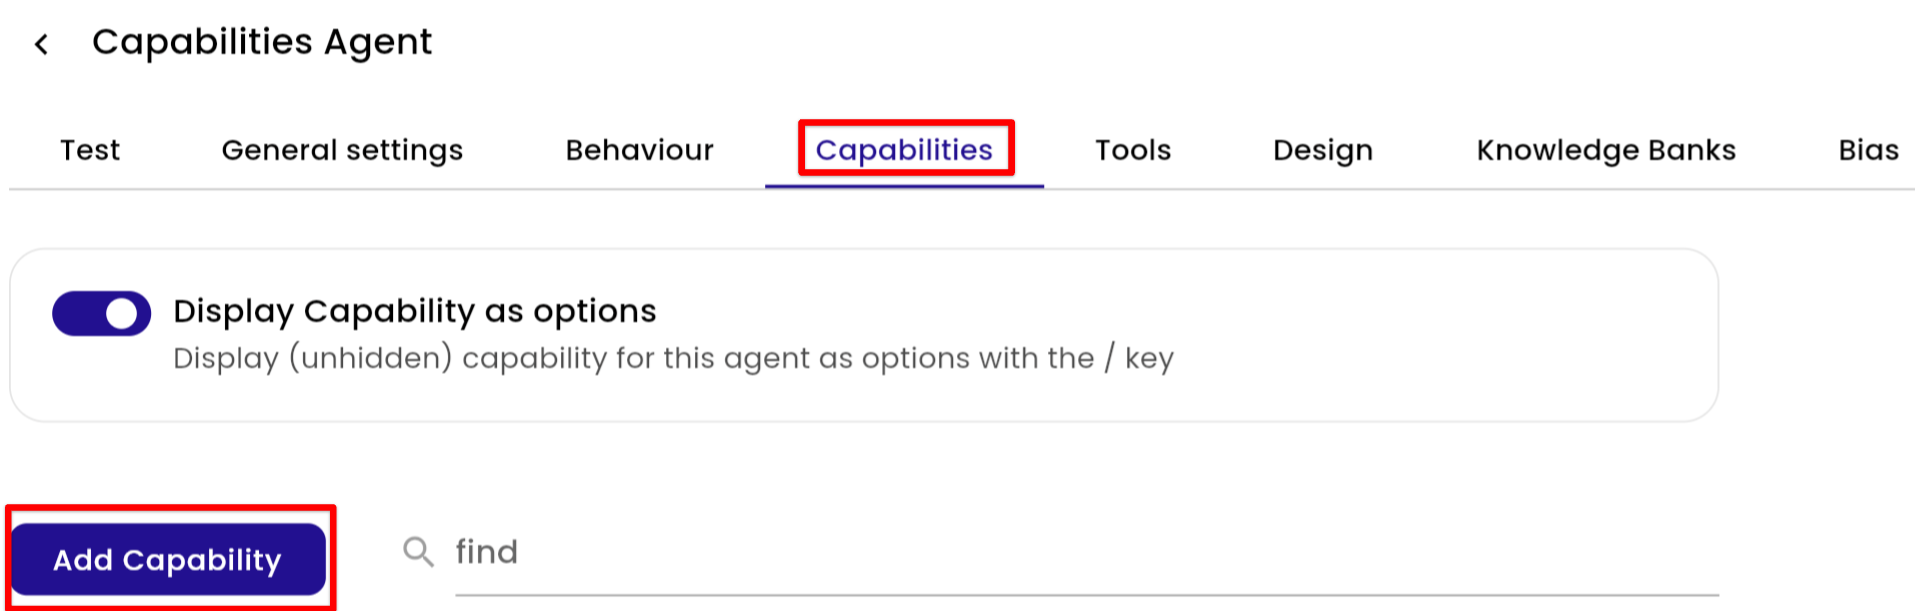 Capabilities Agent
Test General settings Behaviour Capabilities Tools Design Knowledge Banks Bias
Display Capability as options
Display (unhidden) capability for this agent as options with the / key
Add Capability
find